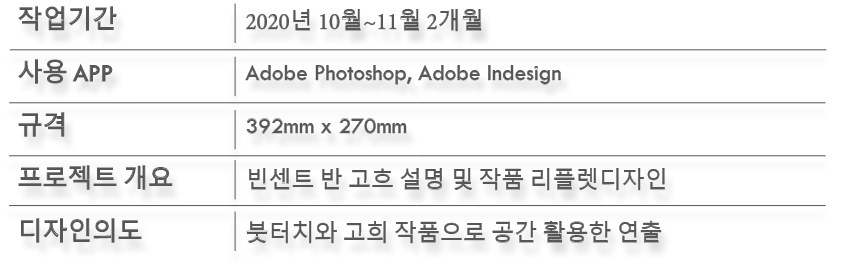 작업기간 2020년 10월~11월 2개월
사용 APP Adobe Photoshop, Adobe Indesign
규격 392mm x 270mm
프로젝트 개요 빈센트 반 고흐 설명 및 작품 리플렛디자인
디자인의도 붓터치와 고희 작품으로 공간 활용한 연출